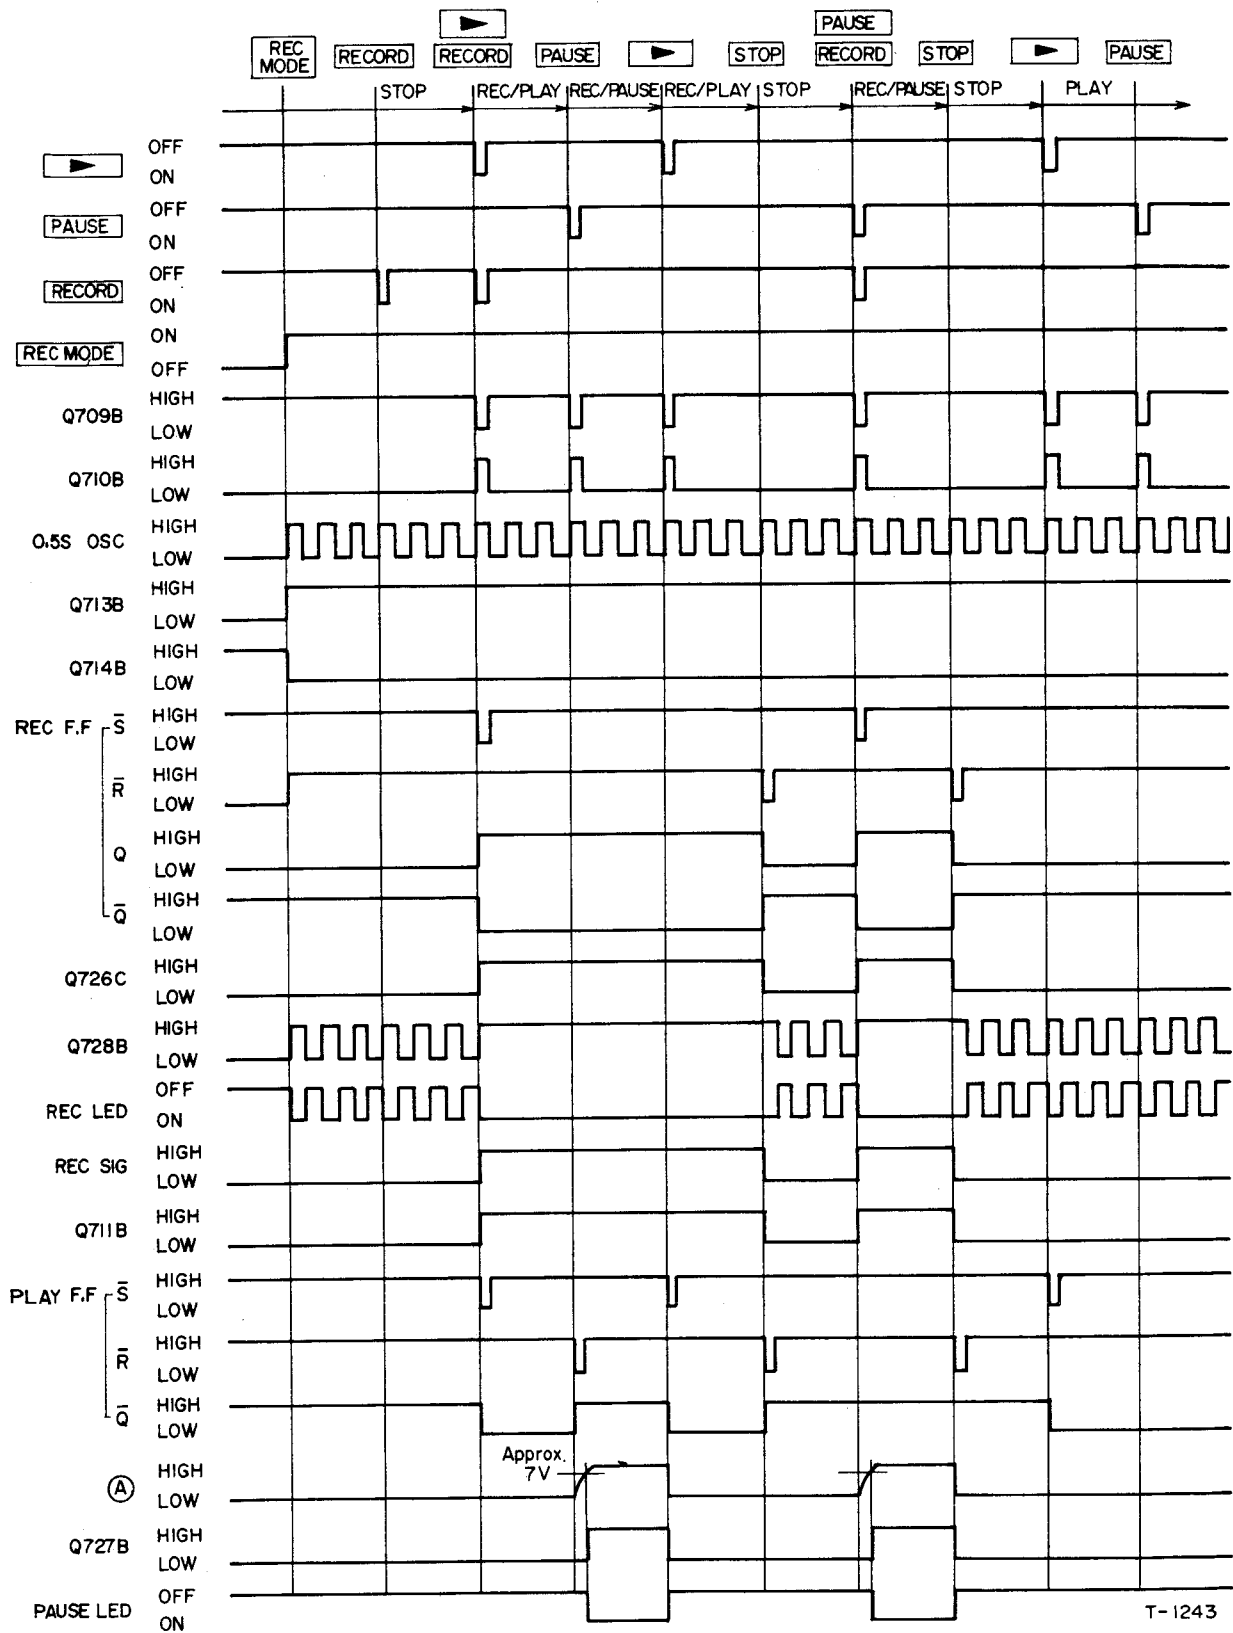 PAUSE
REC MODE RECORD RECORD PAUSE STOP RECORD STOP PAUSE
STOP REC/PLAY REC/PAUSE REC/PLAY STOP REC/PAUSE STOP PLAY
OFF
ON
PAUSE OFF
ON
RECORD OFF
ON
REC MODE ON
OFF
Q709B HIGH
LOW
Q710B HIGH
LOW
0.5S OSC HIGH
LOW
Q713B HIGH
LOW
Q714B HIGH
LOW
REC F.F S̅ HIGH
LOW
R̅ HIGH
LOW
Q HIGH
LOW
Q̅ HIGH
LOW
Q726C HIGH
LOW
Q728B HIGH
LOW
REC LED OFF
ON
REC SIG HIGH
LOW
Q711B HIGH
LOW
PLAY F.F S̅ HIGH
LOW
R̅ HIGH
LOW
Q̅ HIGH
LOW
Approx.
7V
A HIGH
LOW
Q727B HIGH
LOW
PAUSE LED OFF
ON
T-1243